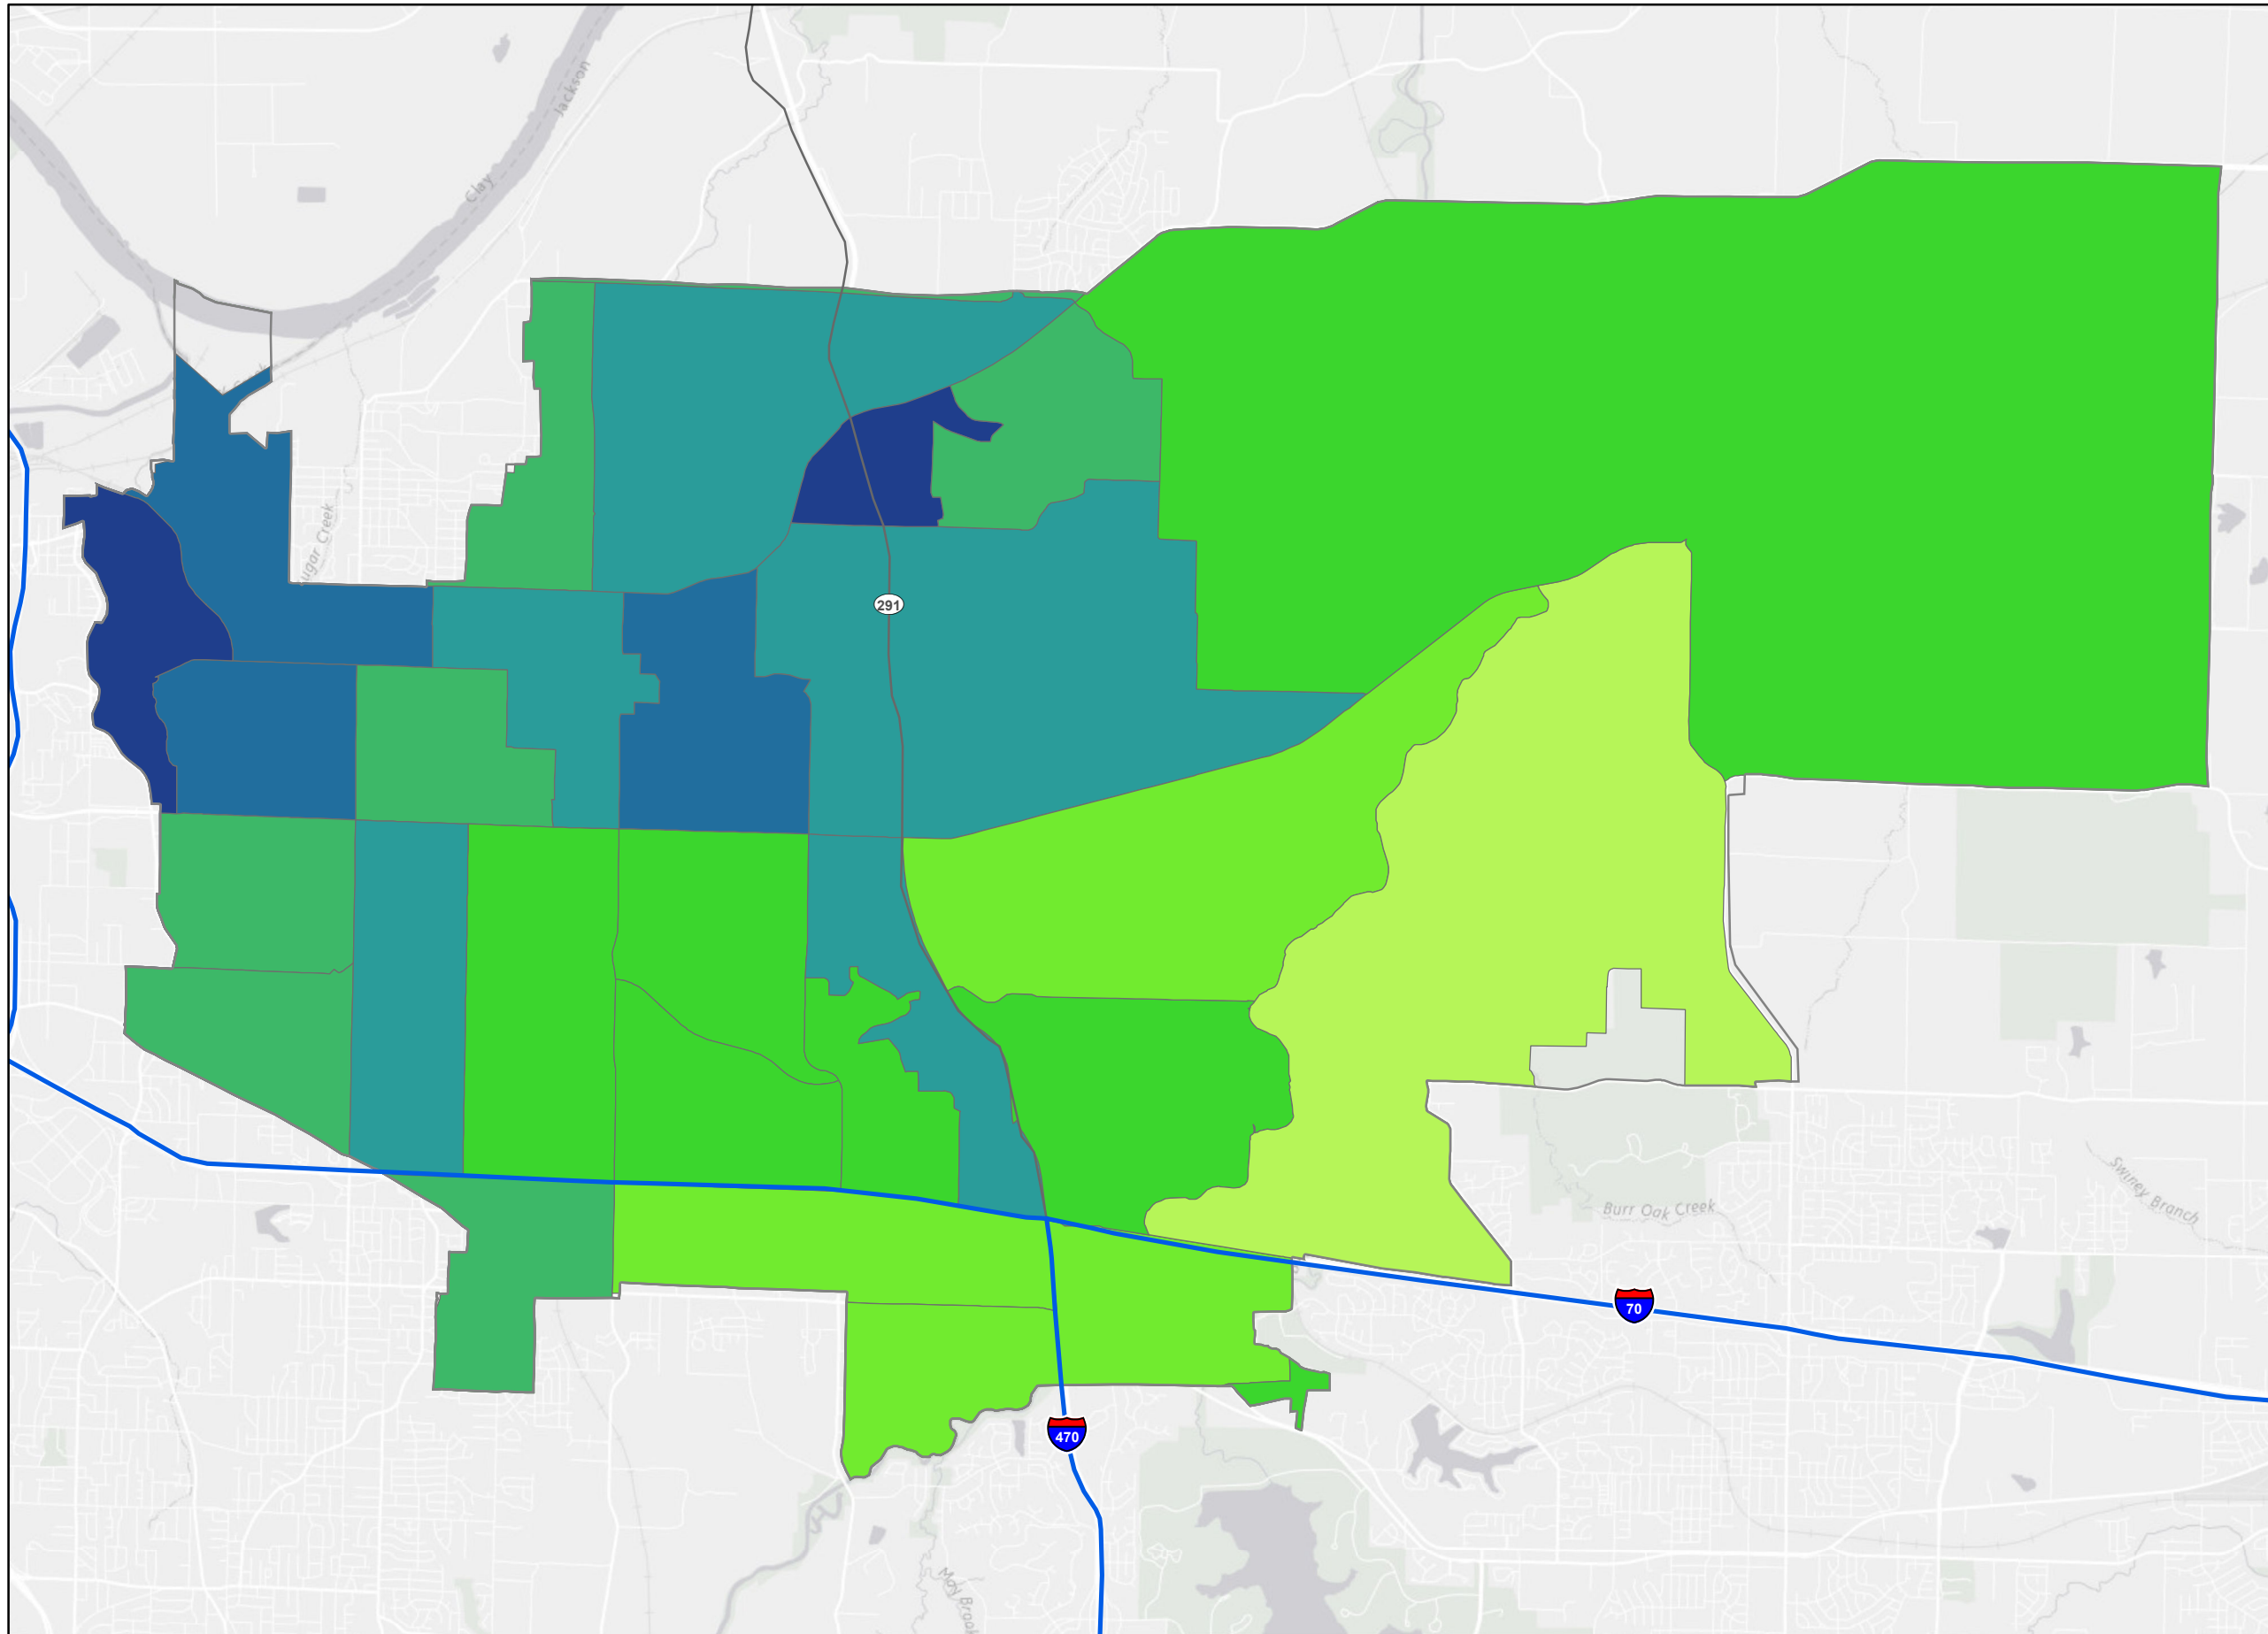 Jackson
Clay
Sugar Creek
291
Swiney Branch
Burr Oak Creek
70
470